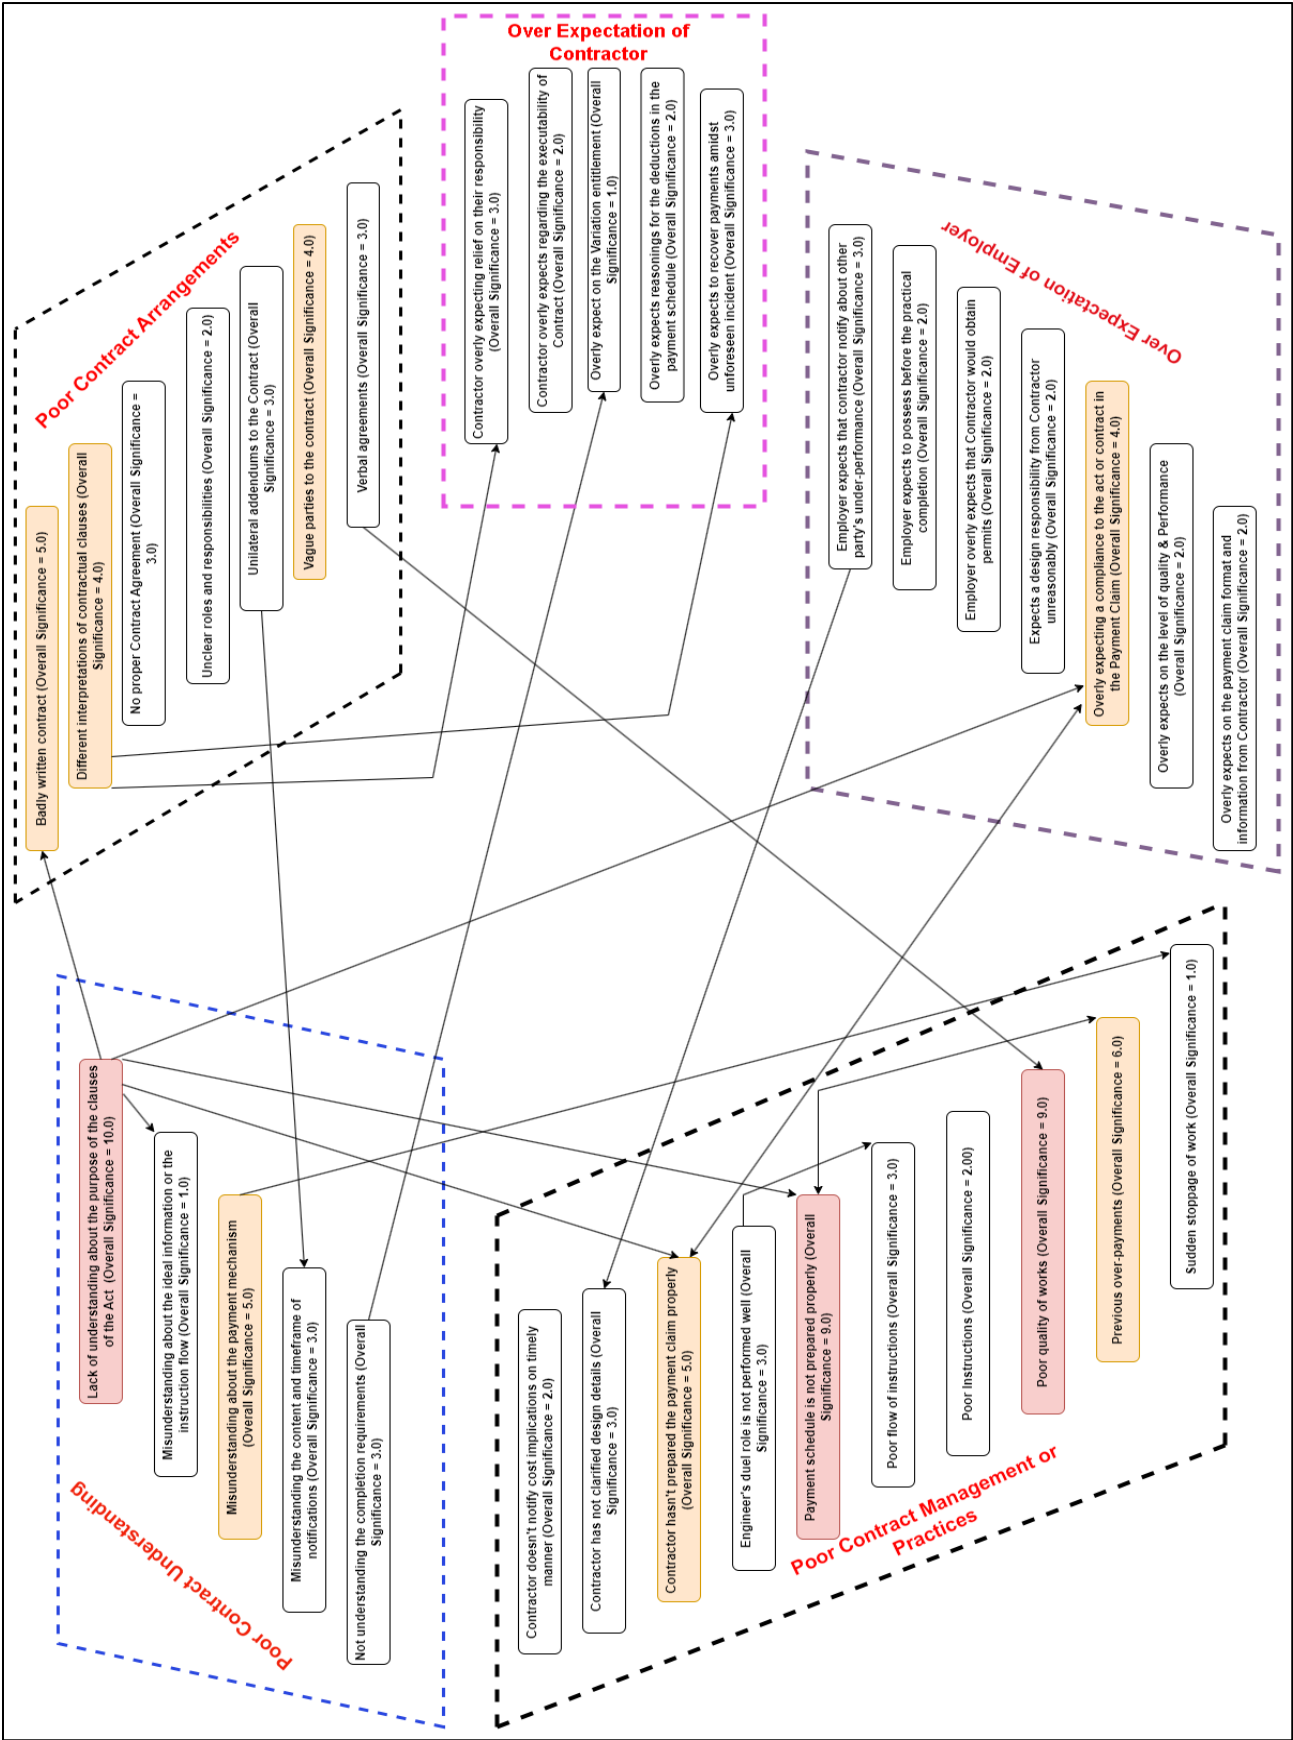 Over Expectation of
Contractor
Contractor overly expecting relief on their responsibility
(Overall Significance = 3.0)
Contractor overly expects regarding the executability of
Contract (Overall Significance = 2.0)
Overly expect on the Variation entitlement (Overall
Significance = 1.0)
Overly expects reasonings for the deductions in the
payment schedule (Overall Significance = 2.0)
Overly expects to recover payments amidst
unforeseen incident (Overall Significance = 3.0)
Poor Contract Arrangements
Badly written contract (Overall Significance = 5.0)
Different interpretations of contractual clauses (Overall
Significance = 4.0)
No proper Contract Agreement (Overall Significance =
3.0)
Unclear roles and responsibilities (Overall Significance = 2.0)
Unilateral addendums to the Contract (Overall
Significance = 3.0)
Vague parties to the contract (Overall Significance = 4.0)
Verbal agreements (Overall Significance = 3.0)
Over Expectation of Employer
Employer expects that contractor notify about other
party's under-performance (Overall Significance = 3.0)
Employer expects to possess before the practical
completion (Overall Significance = 2.0)
Employer overly expects that Contractor would obtain
permits (Overall Significance = 2.0)
Expects a design responsibility from Contractor
unreasonably (Overall Significance = 2.0)
Overly expecting a compliance to the act or contract in
the Payment Claim (Overall Significance = 4.0)
Overly expects on the level of quality & Performance
(Overall Significance = 2.0)
Overly expects on the payment claim format and
information from Contractor (Overall Significance = 2.0)
Poor Contract Understanding
Lack of understanding about the purpose of the clauses
of the Act (Overall Significance = 10.0)
Misunderstanding about the ideal information or the
instruction flow (Overall Significance = 1.0)
Misunderstanding about the payment mechanism
(Overall Significance = 5.0)
Misunderstanding the content and timeframe of
notifications (Overall Significance = 3.0)
Not understanding the completion requirements (Overall
Significance = 3.0)
Poor Contract Management or
Practices
Contractor doesn't notify cost implications on timely
manner (Overall Significance = 2.0)
Contractor has not clarified design details (Overall
Significance = 3.0)
Contractor hasn't prepared the payment claim properly
(Overall Significance = 5.0)
Engineer's duel role is not performed well (Overall
Significance = 3.0)
Payment schedule is not prepared properly (Overall
Significance = 9.0)
Poor flow of instructions (Overall Significance = 3.0)
Poor Instructions (Overall Significance = 2.00)
Poor quality of works (Overall Significance = 9.0)
Previous over-payments (Overall Significance = 6.0)
Sudden stoppage of work (Overall Significance = 1.0)